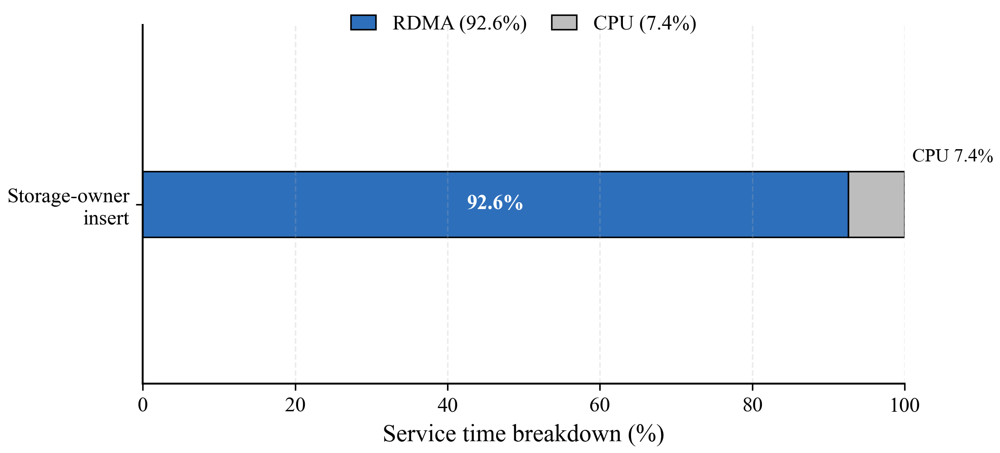 RDMA (92.6%) CPU (7.4%)
CPU 7.4%
Storage-owner
insert
92.6%
0 20 40 60 80 100
Service time breakdown (%)